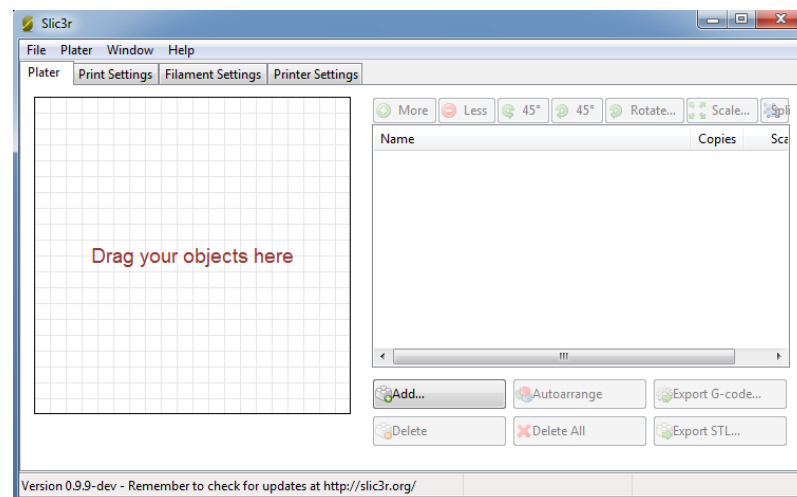 Slic3r
File Plater Window Help
Plater Print Settings Filament Settings Printer Settings
More Less 45° 45° Rotate... Scale... Spli
Name Copies Sca
Drag your objects here
Add... Autoarrange Export G-code...
Delete Delete All Export STL...
Version 0.9.9-dev - Remember to check for updates at http://slic3r.org/